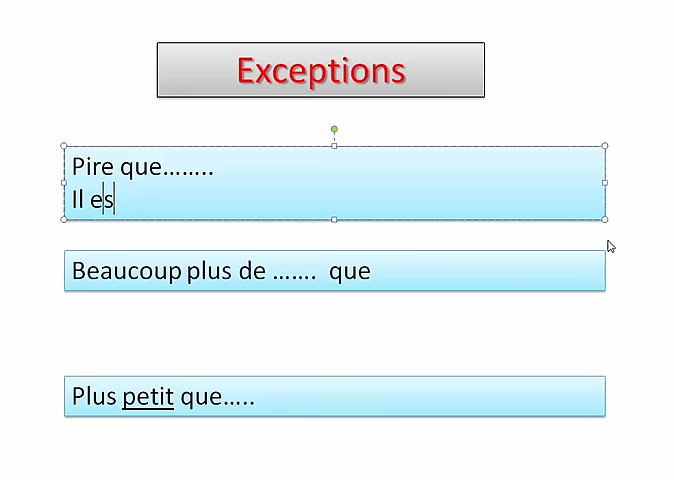 Exceptions
Pire que........
Il es
Beaucoup plus de ....... que
Plus petit que.....